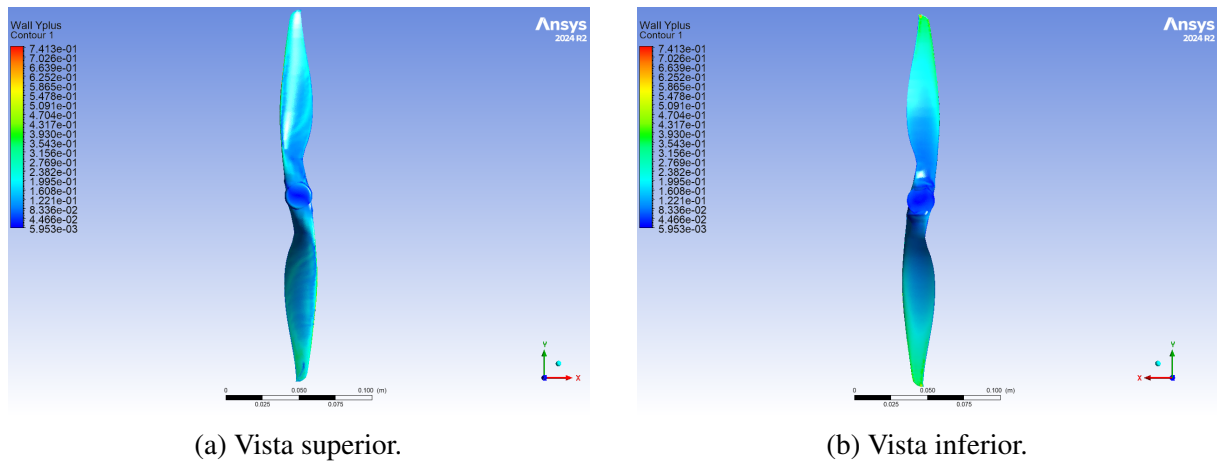 Wall Yplus
Contour 1
7.413e-01
7.026e-01
6.639e-01
6.252e-01
5.865e-01
5.478e-01
5.091e-01
4.704e-01
4.317e-01
3.930e-01
3.543e-01
3.156e-01
2.769e-01
2.382e-01
1.995e-01
1.608e-01
1.221e-01
8.336e-02
4.466e-02
5.953e-03
Ansys
2024 R2
Y
X
0 0.050 0.100 (m)
0.025 0.075
(a) Vista superior.
Wall Yplus
Contour 1
7.413e-01
7.026e-01
6.639e-01
6.252e-01
5.865e-01
5.478e-01
5.091e-01
4.704e-01
4.317e-01
3.930e-01
3.543e-01
3.156e-01
2.769e-01
2.382e-01
1.995e-01
1.608e-01
1.221e-01
8.336e-02
4.466e-02
5.953e-03
Ansys
2024 R2
Y
X
0 0.050 0.100 (m)
0.025 0.075
(b) Vista inferior.